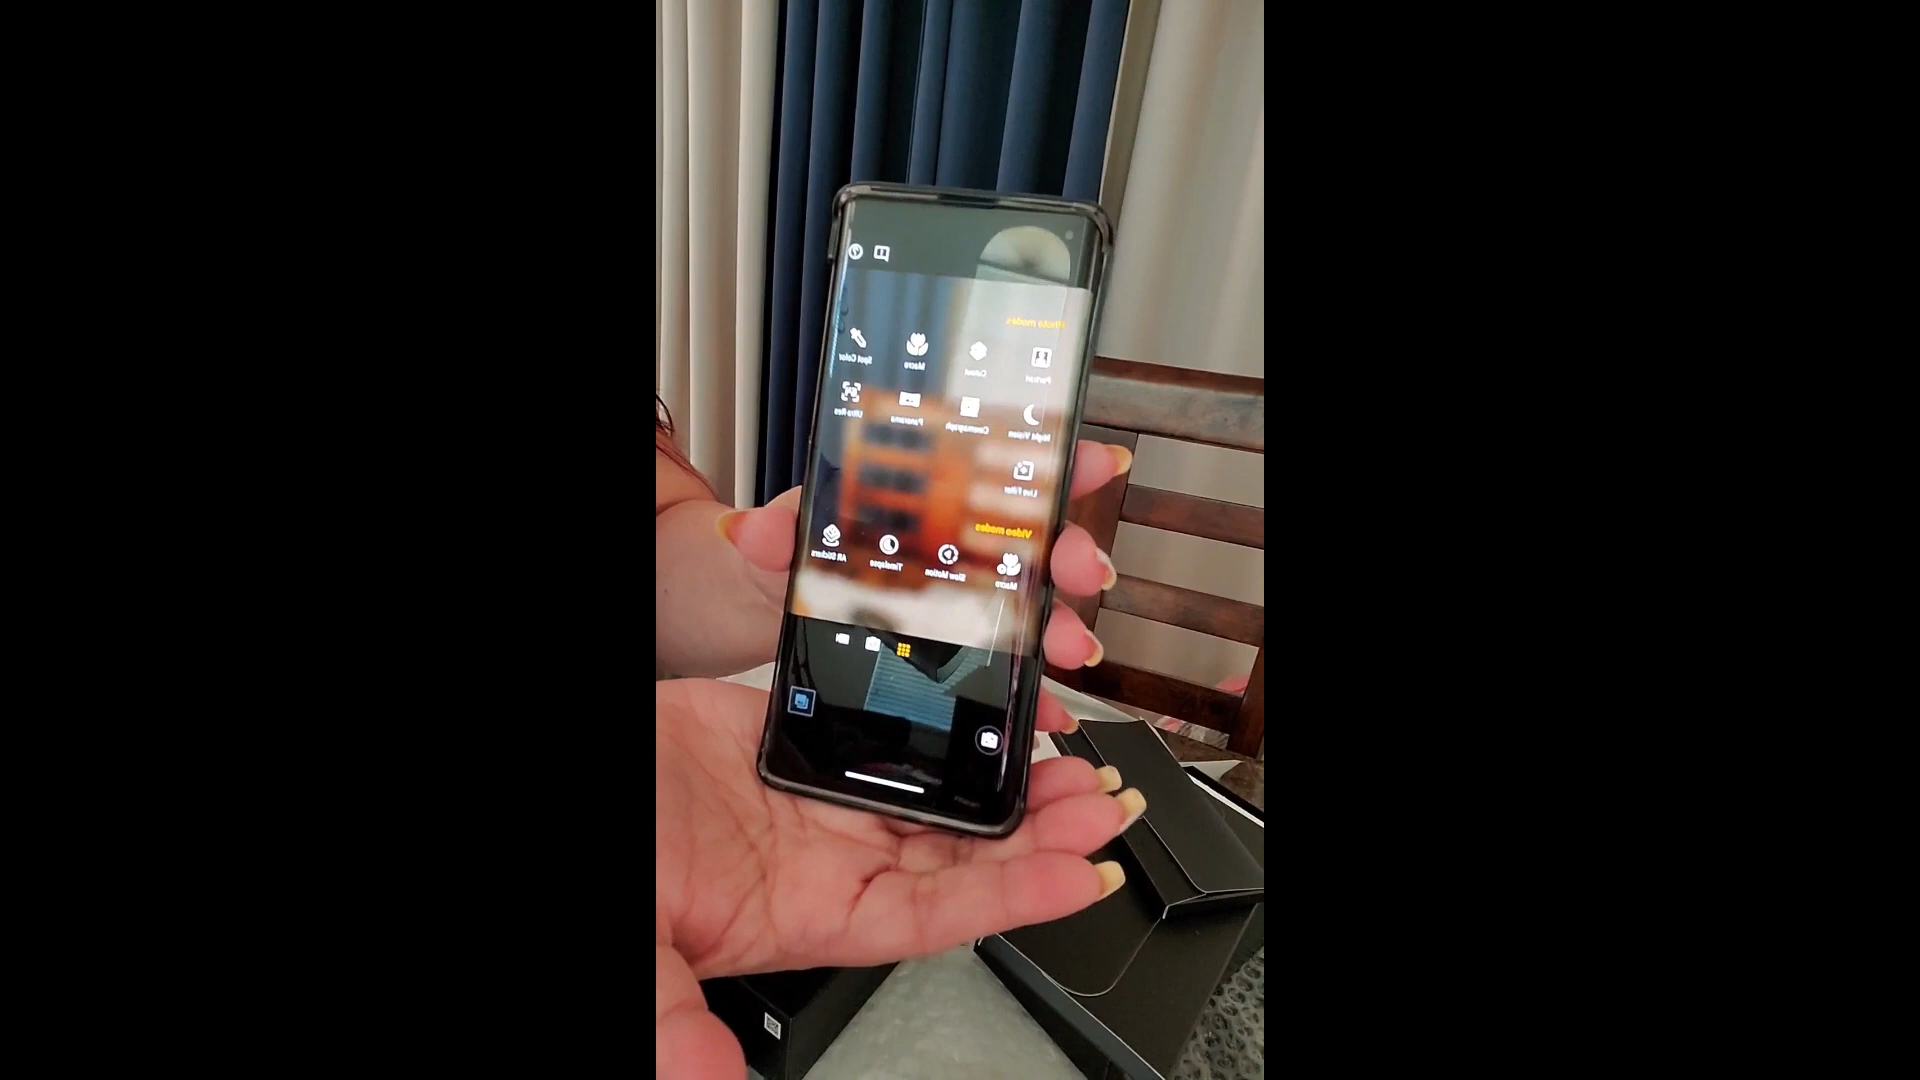 Photo modes
Portrait
Cutout
Macro
Spot Color
Night Vision
Cinemagraph
Panorama
Ultra Res
Live Filter
Video modes
Macro
Slow Motion
Timelapse
AR Stickers